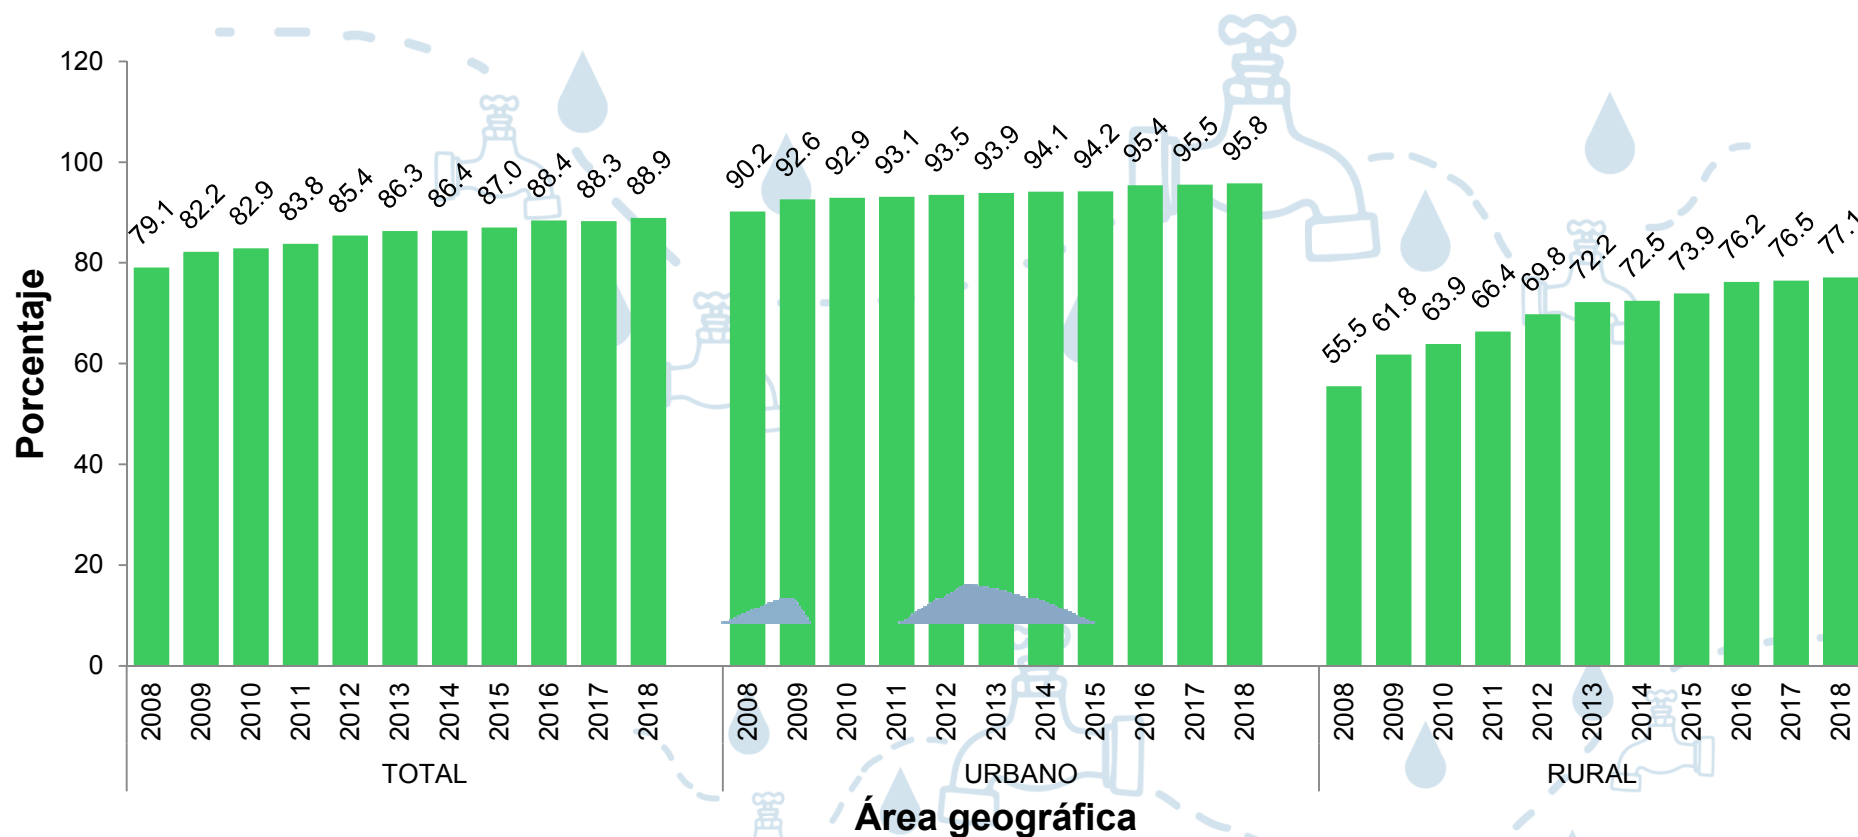 120
100
80
60
40
20
0
Porcentaje
79.1 82.2 82.9 83.8 85.4 86.3 86.4 87.0 88.4 88.3 88.9
90.2 92.6 92.9 93.1 93.5 93.9 94.1 94.2 95.4 95.5 95.8
55.5 61.8 63.9 66.4 69.8 72.2 72.5 73.9 76.2 76.5 77.1
2008 2009 2010 2011 2012 2013 2014 2015 2016 2017 2018
2008 2009 2010 2011 2012 2013 2014 2015 2016 2017 2018
2008 2009 2010 2011 2012 2013 2014 2015 2016 2017 2018
TOTAL
URBANO
RURAL
Área geográfica